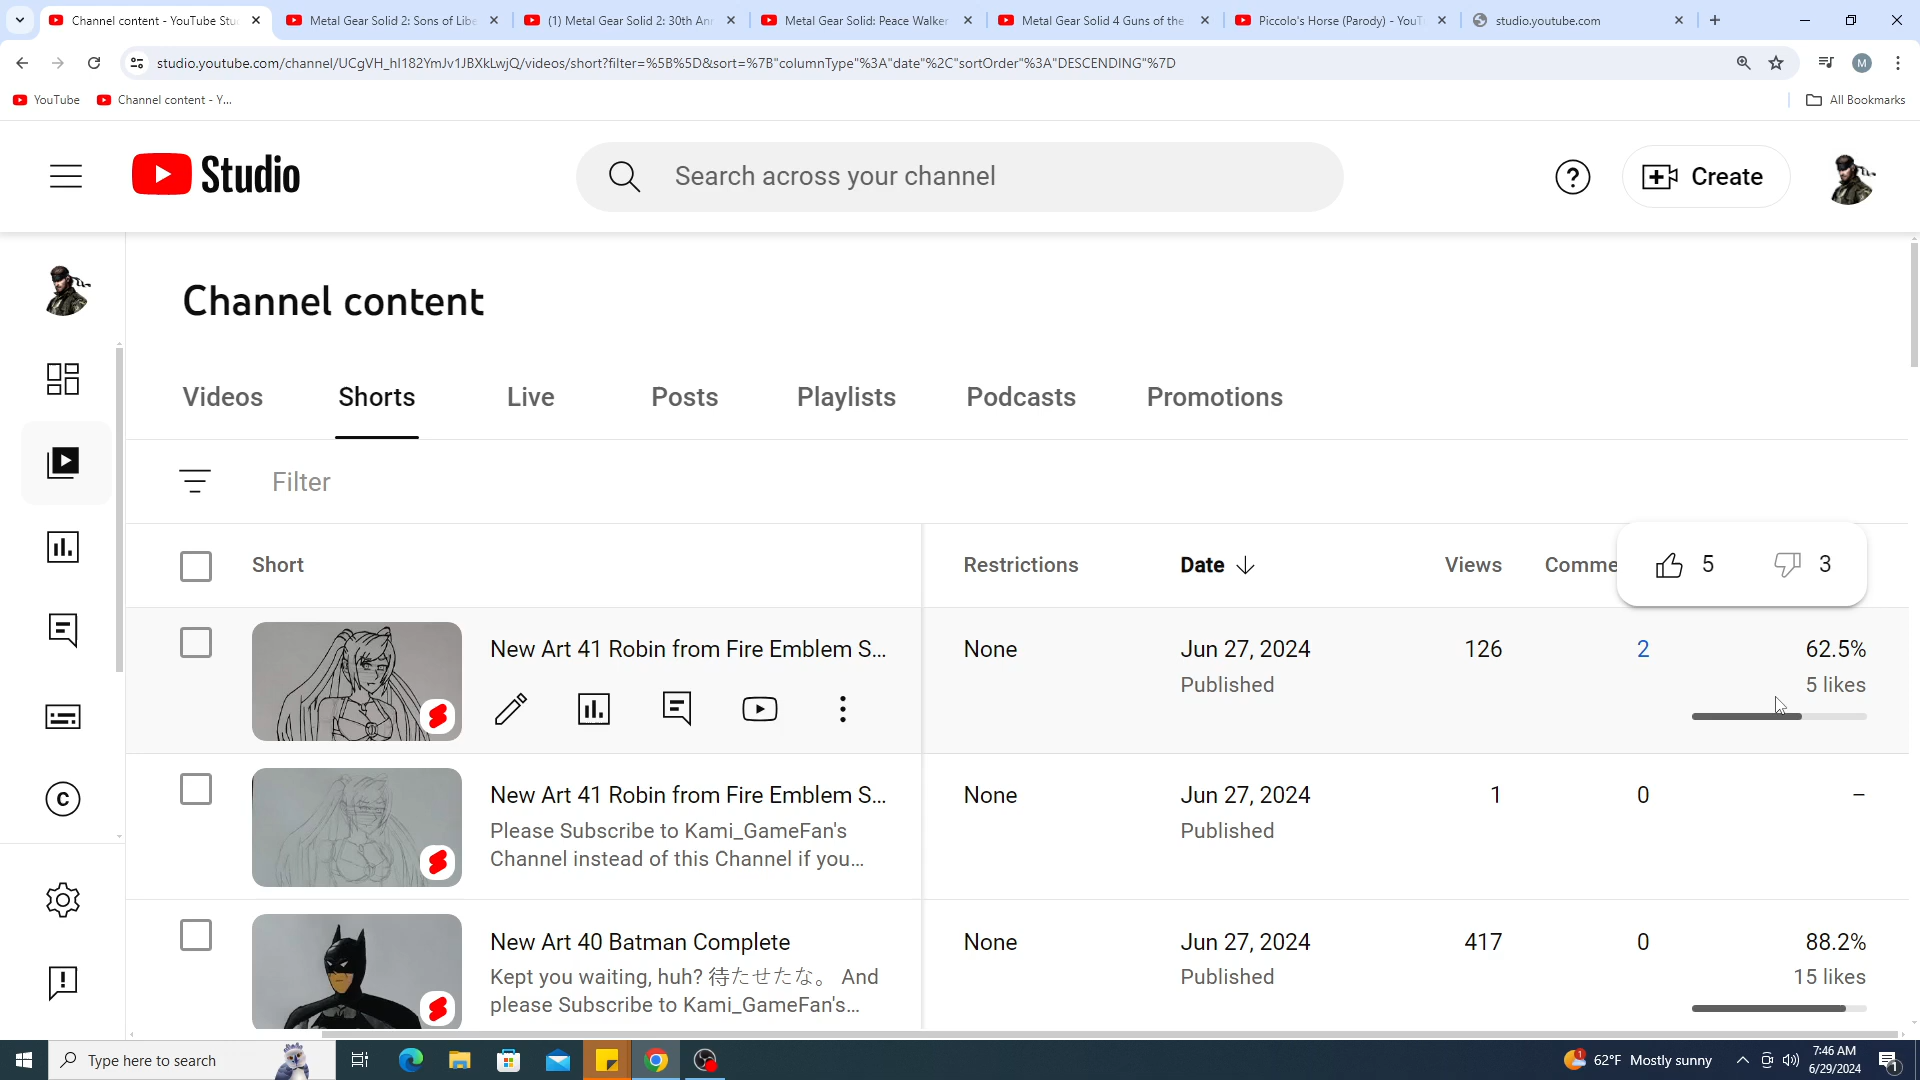 Channel content - YouTube Stu
Metal Gear Solid 2: Sons of Libe
(1) Metal Gear Solid 2: 30th Ann
Metal Gear Solid: Peace Walker
Metal Gear Solid 4 Guns of the
Piccolo's Horse (Parody) - YouT
studio.youtube.com
studio.youtube.com/channel/UCgVH_hI182YmJv1JBXkLwjQ/videos/short?filter=%5B%5D&sort=%7B"columnType"%3A"date"%2C"sortOrder"%3A"DESCENDING"%7D
M
YouTube
Channel content - Y...
All Bookmarks
Studio
Search across your channel
?
Create
Channel content
Videos Shorts Live Posts Playlists Podcasts Promotions
Filter
Short Restrictions Date Views Comme
5 3
New Art 41 Robin from Fire Emblem S...
None Jun 27, 2024 126 2 62.5%
Published 5 likes
New Art 41 Robin from Fire Emblem S...
None Jun 27, 2024 1 0 –
Please Subscribe to Kami_GameFan's
Published
Channel instead of this Channel if you...
New Art 40 Batman Complete
None Jun 27, 2024 417 0 88.2%
Kept you waiting, huh? 待たせたな。 And
Published 15 likes
please Subscribe to Kami_GameFan's...
Type here to search
1
62°F Mostly sunny
7:46 AM
6/29/2024
1